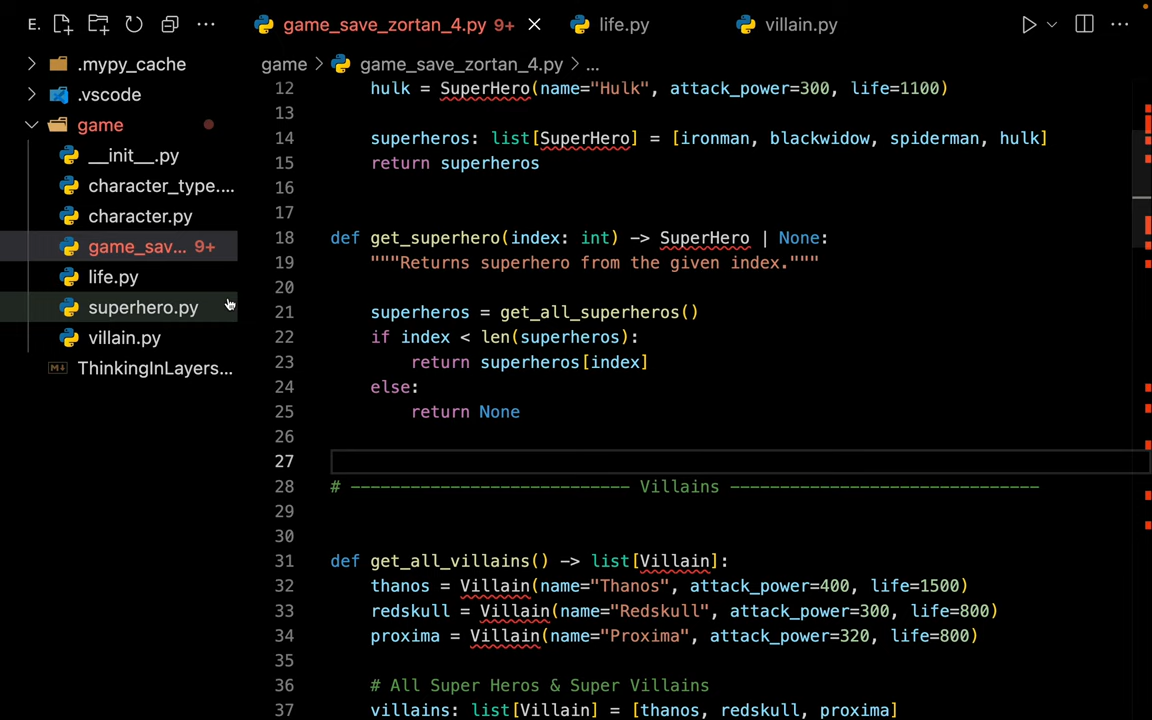 E. ...
game_save_zortan_4.py 9+
life.py
villain.py
.mypy_cache
.vscode
game
__init__.py
character_type....
character.py
game_sav... 9+
life.py
superhero.py
villain.py
M↓ ThinkingInLayers...
game > game_save_zortan_4.py > ...
12 hulk = SuperHero(name="Hulk", attack_power=300, life=1100)
13
14 superheros: list[SuperHero] = [ironman, blackwidow, spiderman, hulk]
15 return superheros
16
17
18 def get_superhero(index: int) -> SuperHero | None:
19 """Returns superhero from the given index."""
20
21 superheros = get_all_superheros()
22 if index < len(superheros):
23 return superheros[index]
24 else:
25 return None
26
27
28 # ---------------------------- Villains -------------------------------
29
30
31 def get_all_villains() -> list[Villain]:
32 thanos = Villain(name="Thanos", attack_power=400, life=1500)
33 redskull = Villain(name="Redskull", attack_power=300, life=800)
34 proxima = Villain(name="Proxima", attack_power=320, life=800)
35
36 # All Super Heros & Super Villains
37 villains: list[Villain] = [thanos, redskull, proxima]